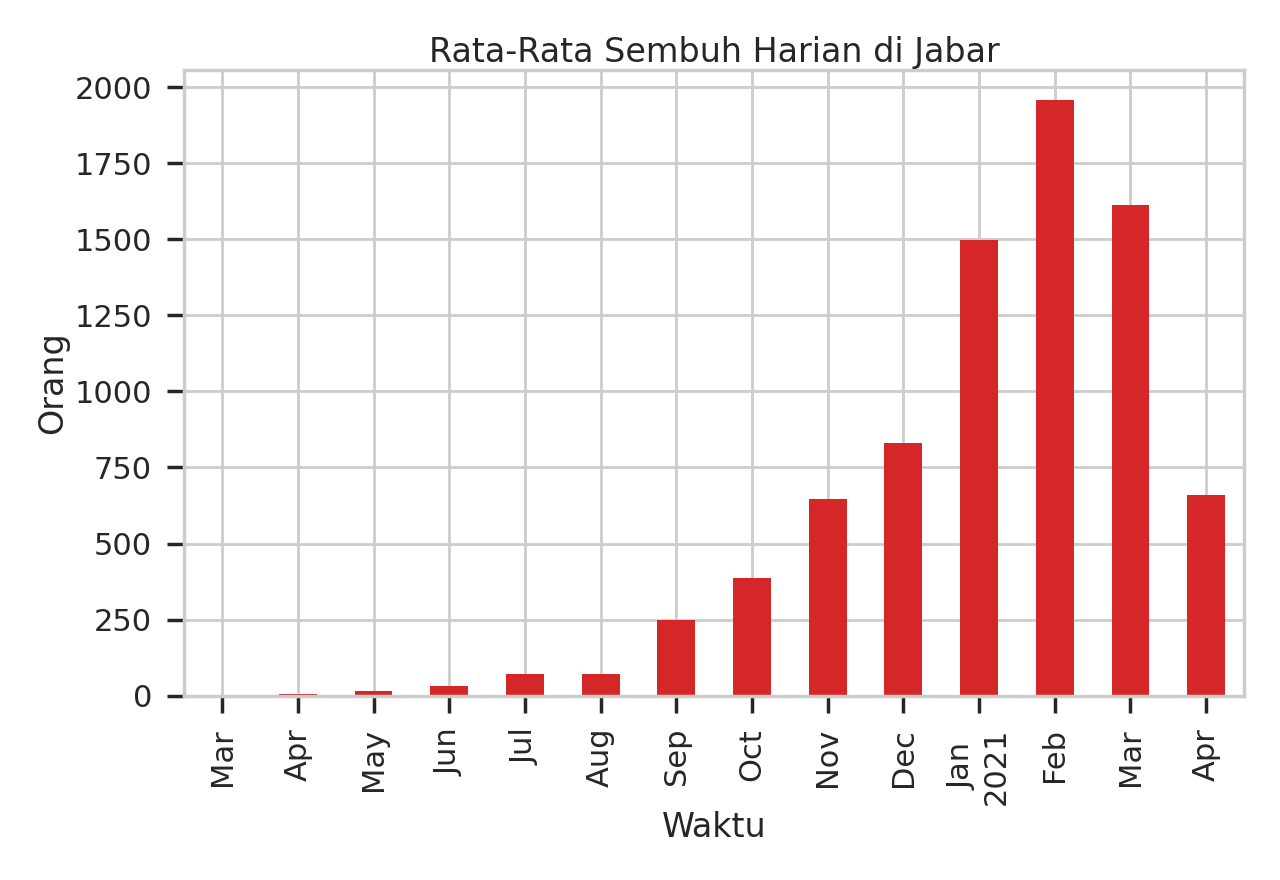 Rata-Rata Sembuh Harian di Jabar
2000
1750
1500
1250
1000
750
500
250
0
Orang
Mar
Apr
May
Jun
Jul
Aug
Sep
Oct
Nov
Dec
Jan
2021
Feb
Mar
Apr
Waktu